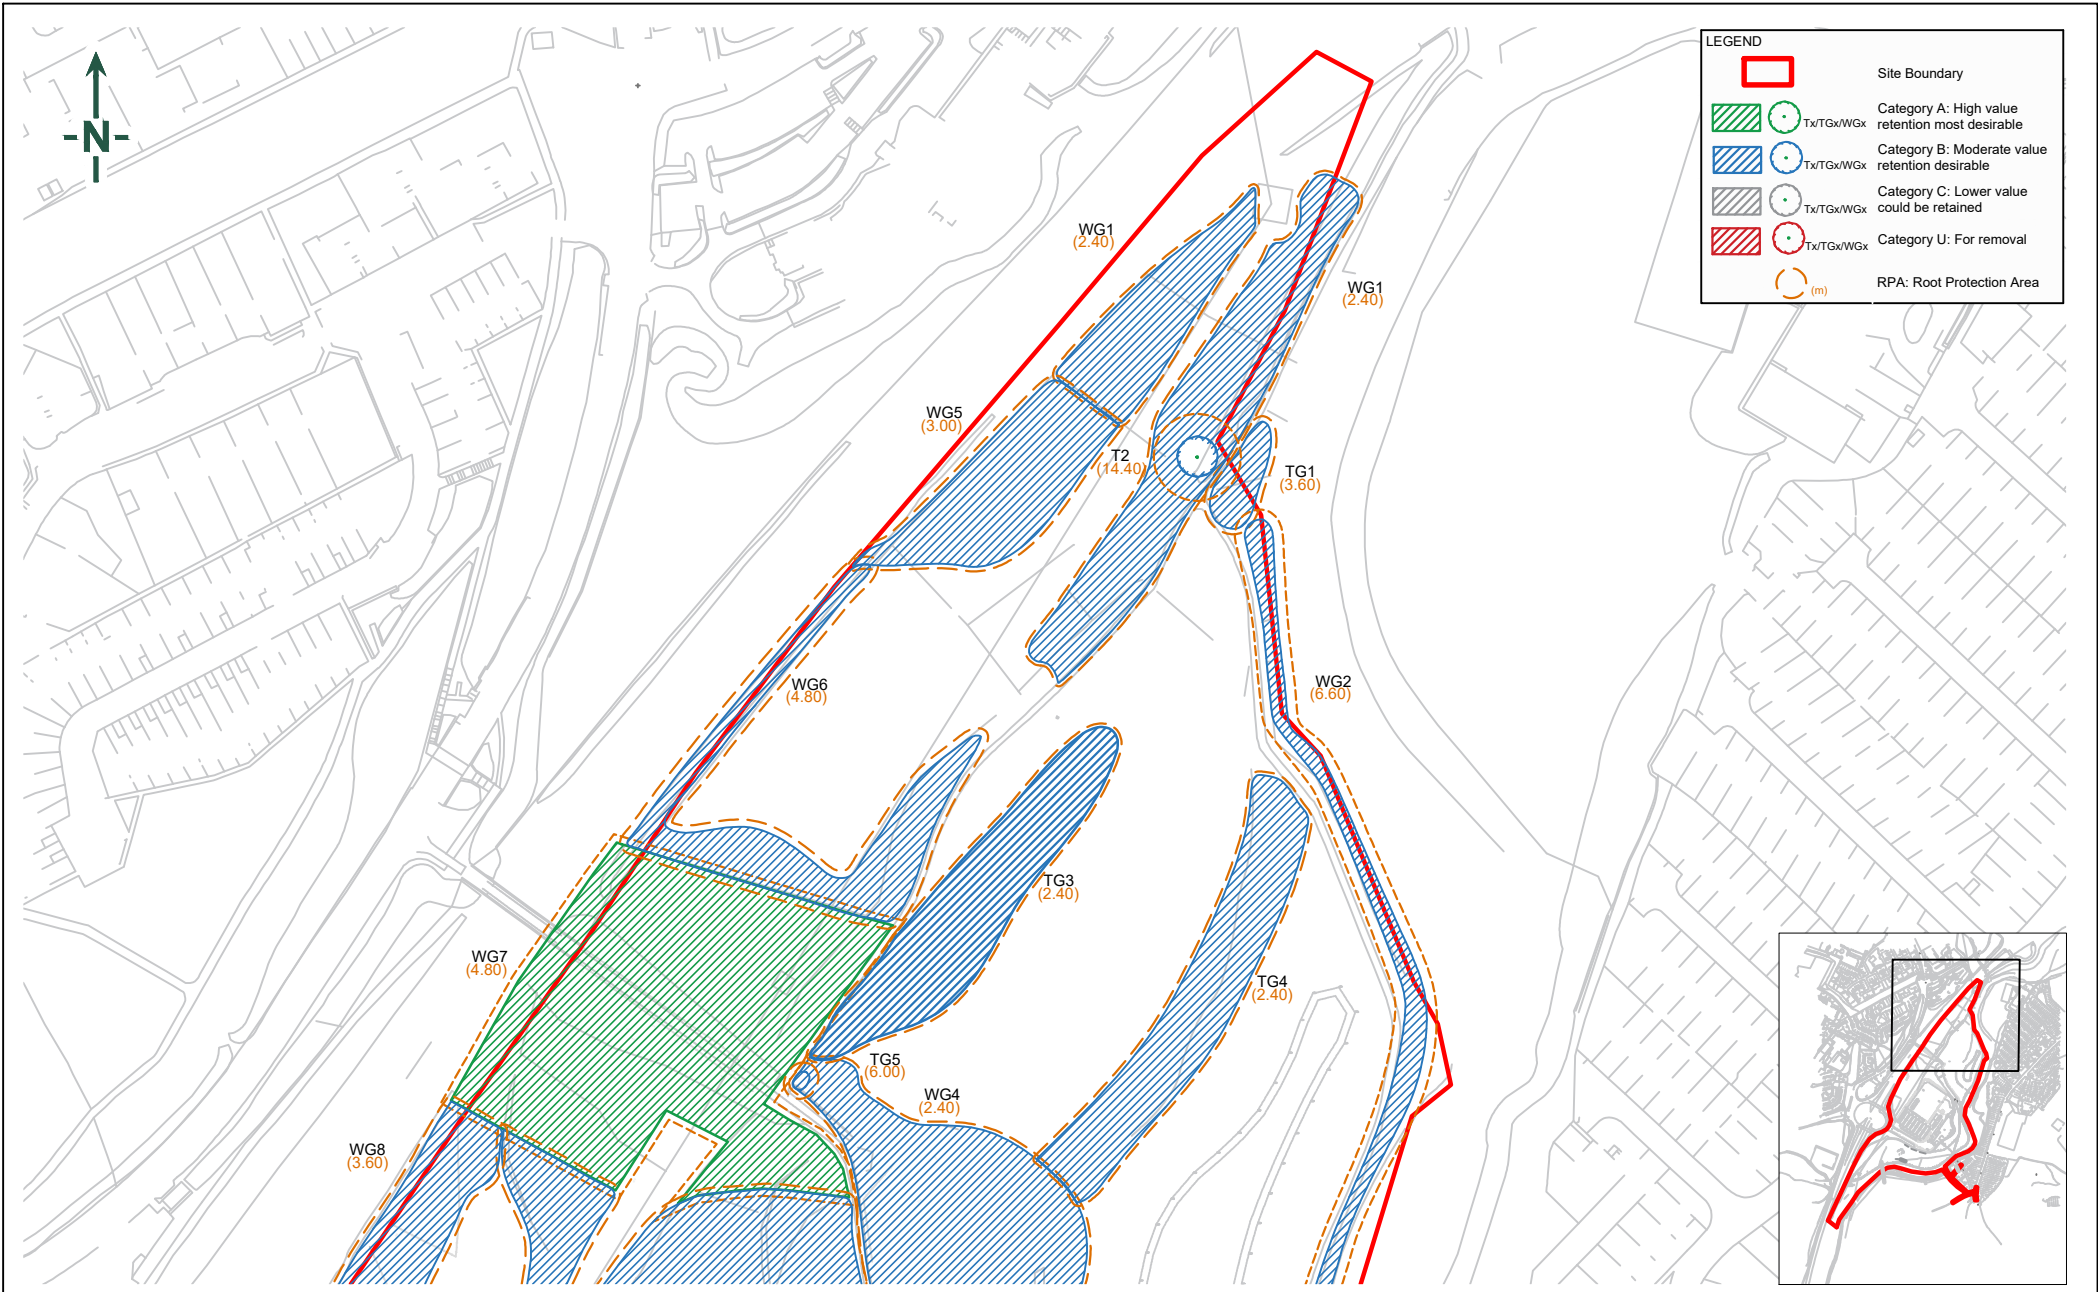 N
LEGEND
Site Boundary
Tx/TGx/WGx
Category A: High value
retention most desirable
Tx/TGx/WGx
Category B: Moderate value
retention desirable
Tx/TGx/WGx
Category C: Lower value
could be retained
Tx/TGx/WGx
Category U: For removal
(m)
RPA: Root Protection Area
WG1
(2.40)
WG1
(2.40)
WG5
(3.00)
T2
(14.40)
TG1
(3.60)
WG6
(4.80)
WG2
(6.60)
TG3
(2.40)
WG7
(4.80)
TG4
(2.40)
TG5
(6.00)
WG4
(2.40)
WG8
(3.60)